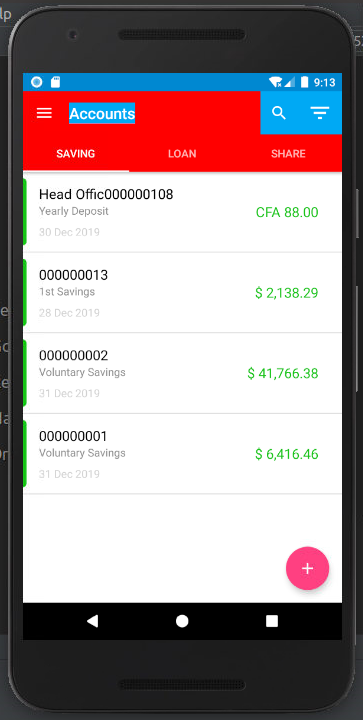 lp
9:13
Accounts
SAVING LOAN SHARE
Head Offic000000108
Yearly Deposit
CFA 88.00
30 Dec 2019
000000013
1st Savings
$ 2,138.29
28 Dec 2019
000000002
Voluntary Savings
$ 41,766.38
31 Dec 2019
000000001
Voluntary Savings
$ 6,416.46
31 Dec 2019